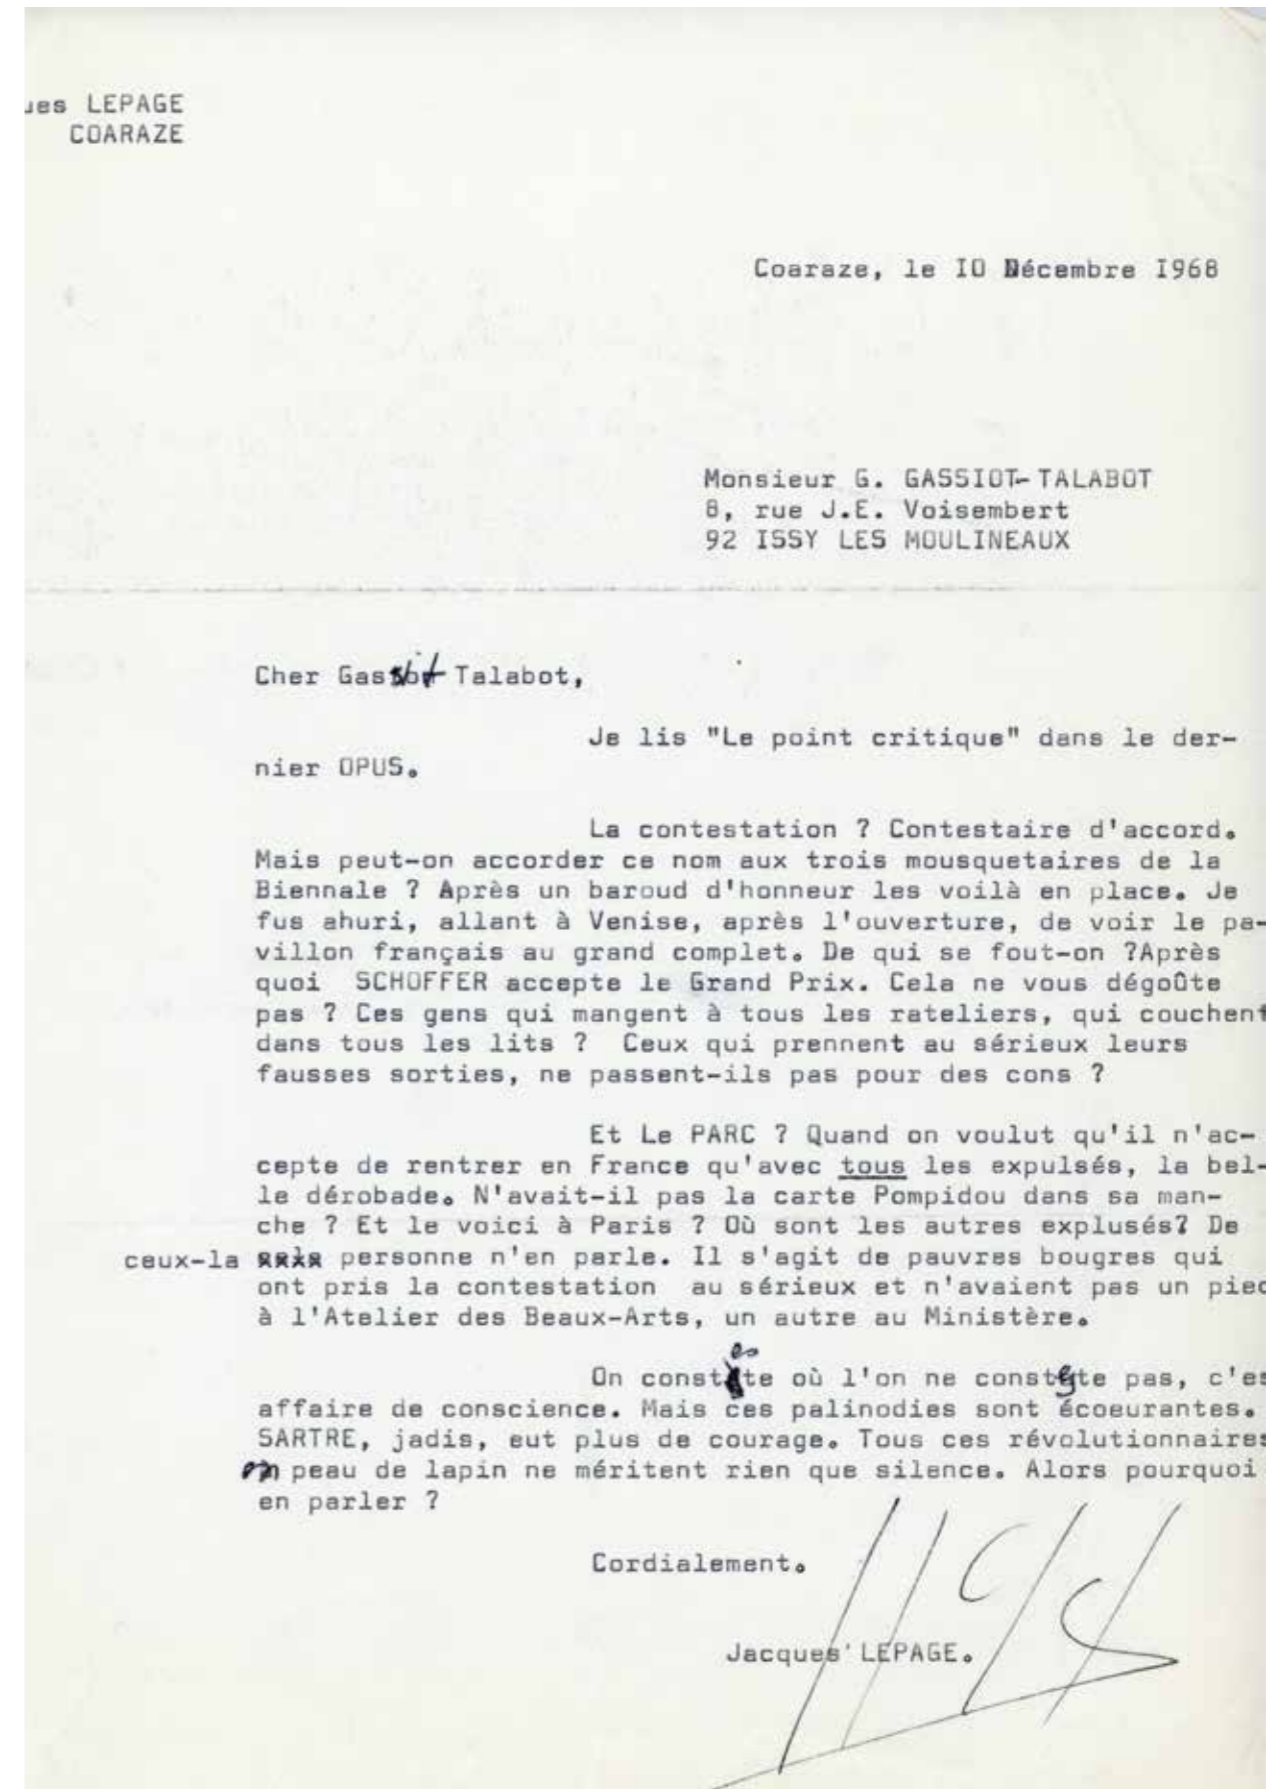 ues LEPAGE
COARAZE
Coaraze, le IO Décembre I968
Monsieur G. GASSIOT-TALABOT
8, rue J.E. Voisembert
92 ISSY LES MOULINEAUX
Cher Gassiot Talabot,
Je lis "Le point critique" dans le der-
nier OPUS.
La contestation ? Contestaire d'accord.
Mais peut-on accorder ce nom aux trois mousquetaires de la
Biennale ? Après un baroud d'honneur les voilà en place. Je
fus ahuri, allant à Venise, après l'ouverture, de voir le pa-
villon français au grand complet. De qui se fout-on ?Après
quoi SCHOFFER accepte le Grand Prix. Cela ne vous dégoûte
pas ? Ces gens qui mangent à tous les rateliers, qui couchent
dans tous les lits ? Ceux qui prennent au sérieux leurs
fausses sorties, ne passent-ils pas pour des cons ?
Et Le PARC ? Quand on voulut qu'il n'ac-
cepte de rentrer en France qu'avec tous les expulsés, la bel-
le dérobade. N'avait-il pas la carte Pompidou dans sa man-
che ? Et le voici à Paris ? Où sont les autres explusés? De
ceux-la personne n'en parle. Il s'agit de pauvres bougres qui
ont pris la contestation au sérieux et n'avaient pas un pied
à l'Atelier des Beaux-Arts, un autre au Ministère.
On où l'on ne pas, c'es
affaire de conscience. Mais ces palinodies sont écoeurantes.
SARTRE, jadis, eut plus de courage. Tous ces révolutionnaires
en peau de lapin ne méritent rien que silence. Alors pourquoi
en parler ?
Cordialement.
Jacques LEPAGE.